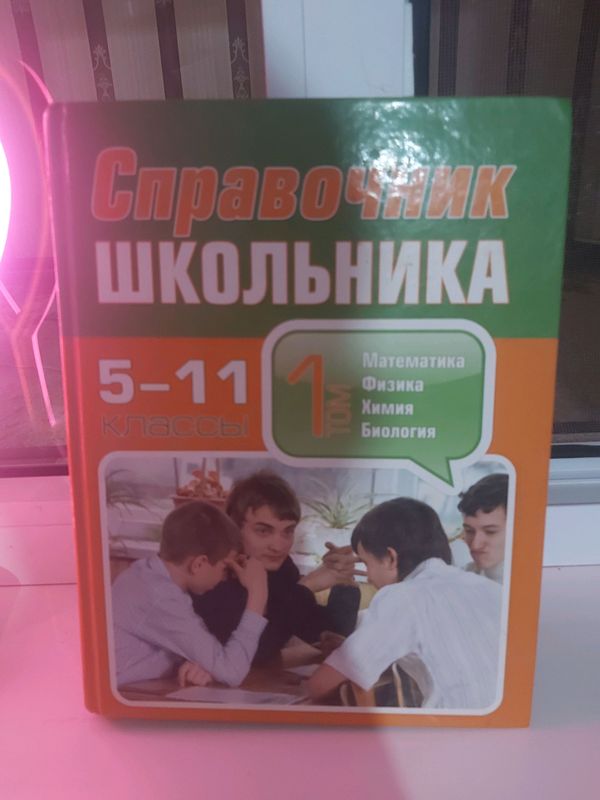 Справочник
ШКОЛЬНИКА
5-11
классы
1
том
Математика
Физика
Химия
Биология